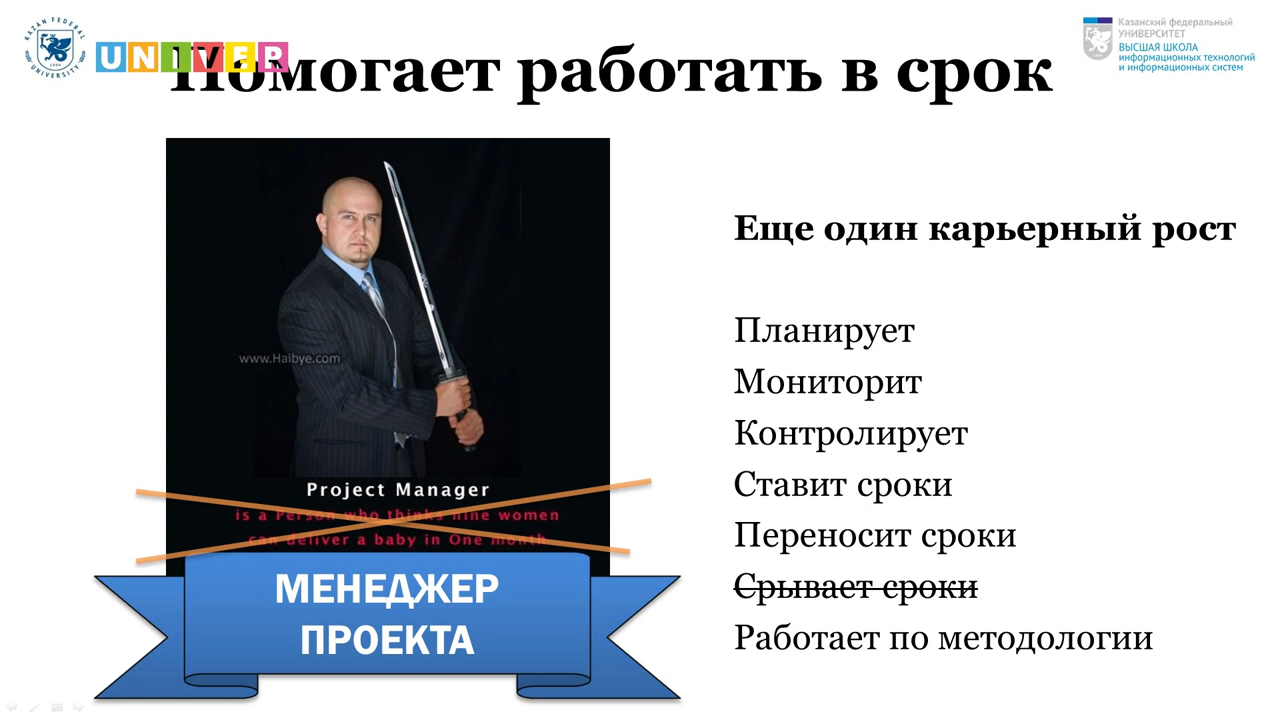 KAZAN FEDERAL
UNIVERSITY
1804
UNIVER
Помогает работать в срок
Казанский федеральный
УНИВЕРСИТЕТ
ВЫСШАЯ ШКОЛА
информационных технологий
и информационных систем
www.Haibye.com
Project Manager
is a Person who thinks nine women
can deliver a baby in One month
МЕНЕДЖЕР
ПРОЕКТА
Еще один карьерный рост
Планирует
Мониторит
Контролирует
Ставит сроки
Переносит сроки
Срывает сроки
Работает по методологии